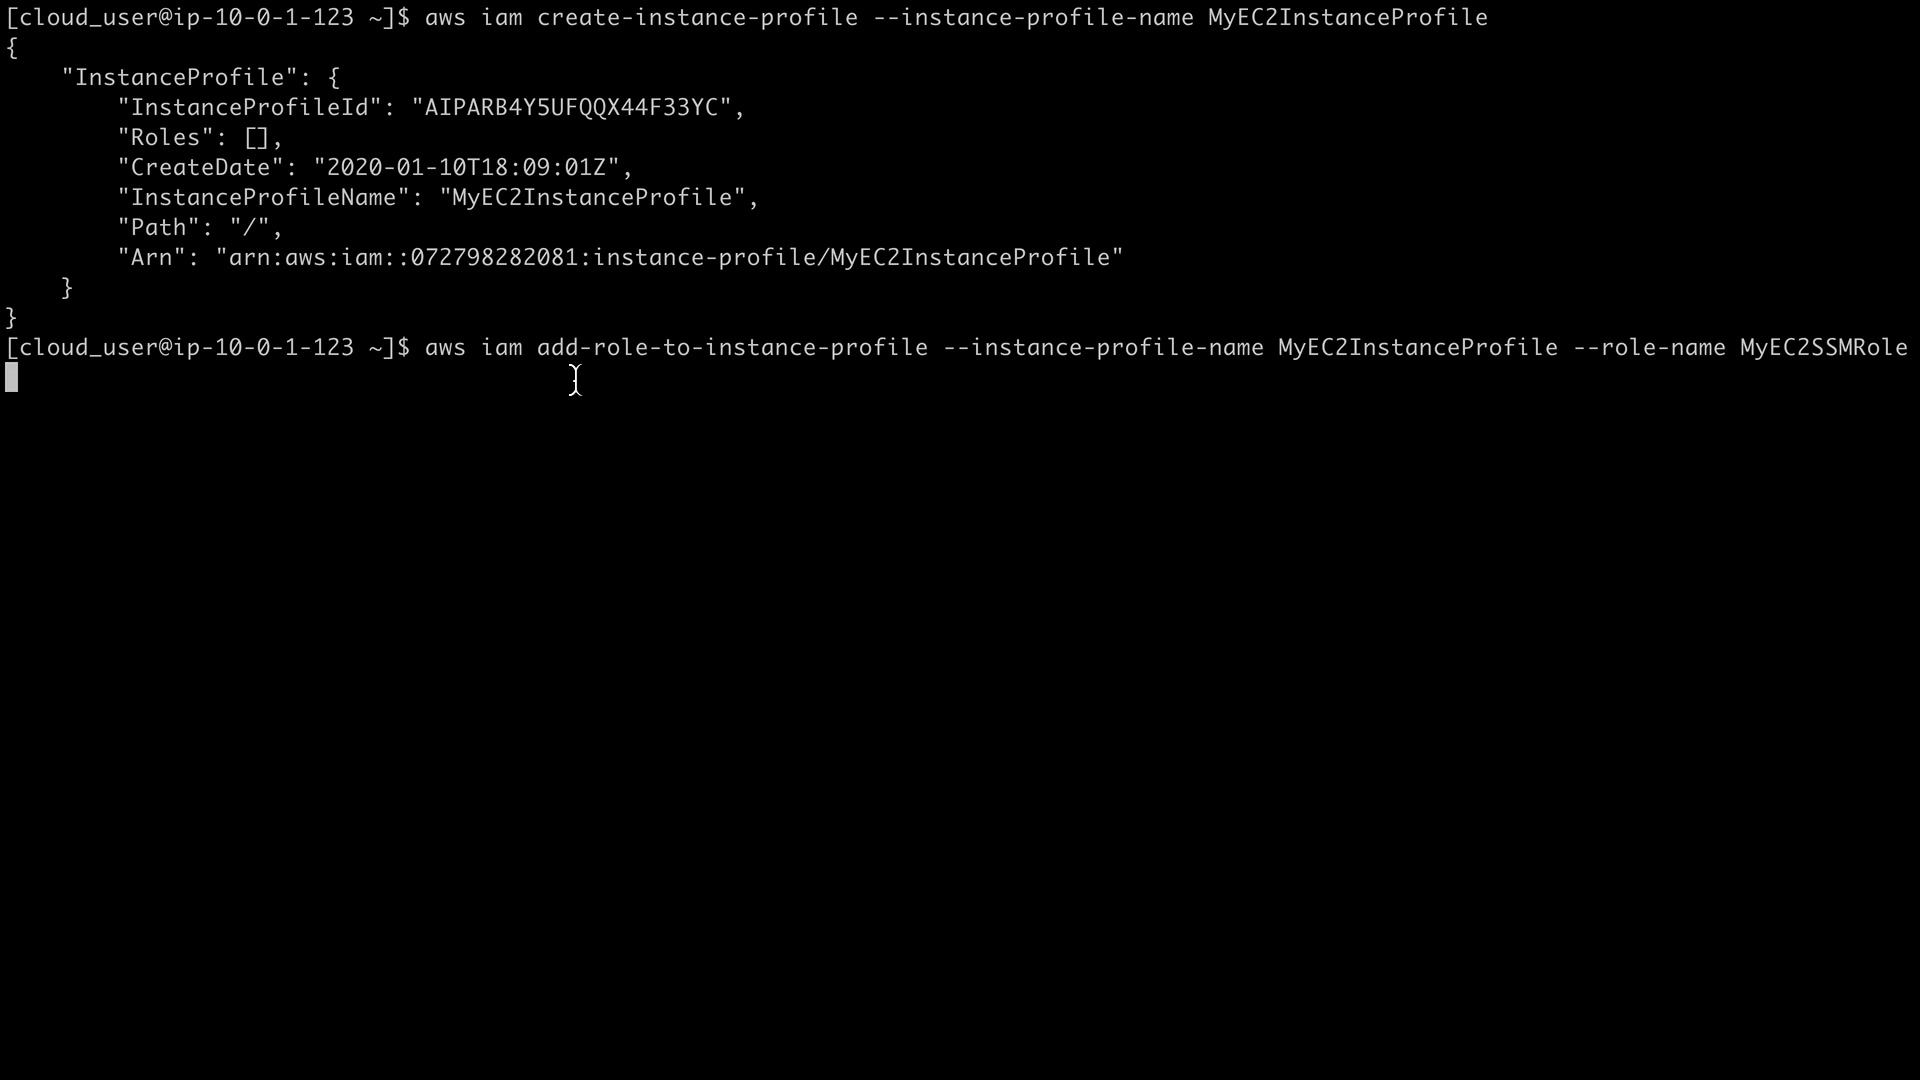 [cloud_user@ip-10-0-1-123 ~]$ aws iam create-instance-profile --instance-profile-name MyEC2InstanceProfile
{
    "InstanceProfile": {
        "InstanceProfileId": "AIPARB4Y5UFQQX44F33YC",
        "Roles": [],
        "CreateDate": "2020-01-10T18:09:01Z",
        "InstanceProfileName": "MyEC2InstanceProfile",
        "Path": "/",
        "Arn": "arn:aws:iam::072798282081:instance-profile/MyEC2InstanceProfile"
    }
}
[cloud_user@ip-10-0-1-123 ~]$ aws iam add-role-to-instance-profile --instance-profile-name MyEC2InstanceProfile --role-name MyEC2SSMRole